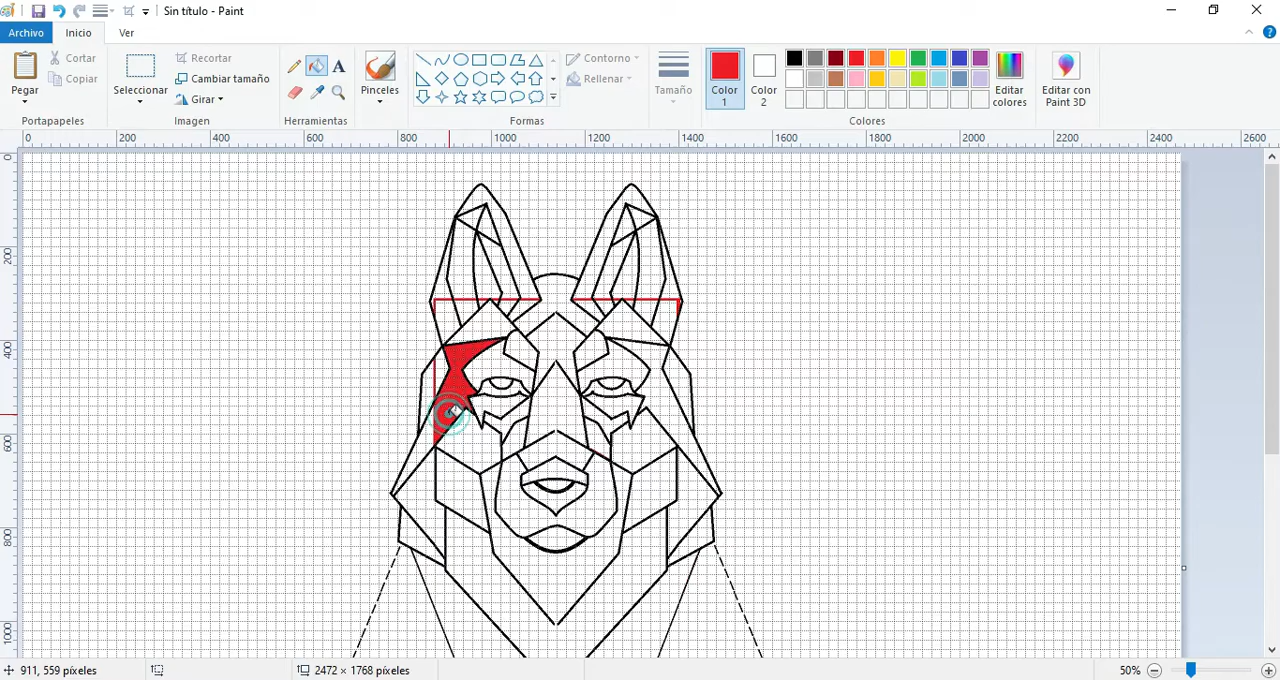 Sin título - Paint
Archivo Inicio Ver
Pegar
Cortar
Copiar
Portapapeles
Seleccionar
Recortar
Cambiar tamaño
Girar
Imagen
A
Herramientas
Pinceles
Contorno
Rellenar
Formas
Tamaño
Color 1
Color 2
Editar colores
Colores
Editar con Paint 3D
0 200 400 600 800 1000 1200 1400 1600 1800 2000 2200 2400 2600
0
200
400
600
800
1000
911, 559 píxeles 2472 × 1768 píxeles 50%